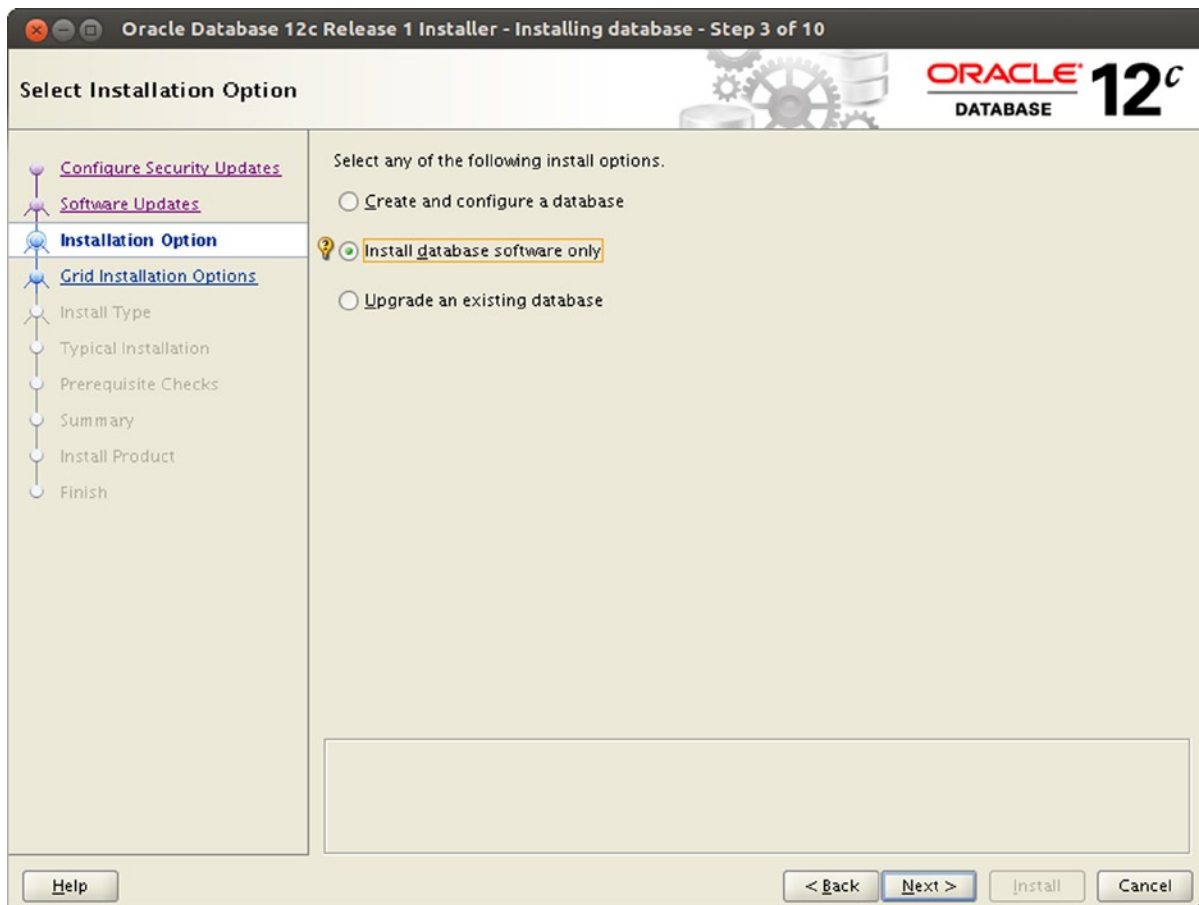 Oracle Database 12c Release 1 Installer - Installing database - Step 3 of 10
Select Installation Option
ORACLE
DATABASE
12c
Configure Security Updates
Software Updates
Installation Option
Grid Installation Options
Install Type
Typical Installation
Prerequisite Checks
Summary
Install Product
Finish
Select any of the following install options.
Create and configure a database
Install database software only
Upgrade an existing database
Help
< Back
Next >
Install
Cancel